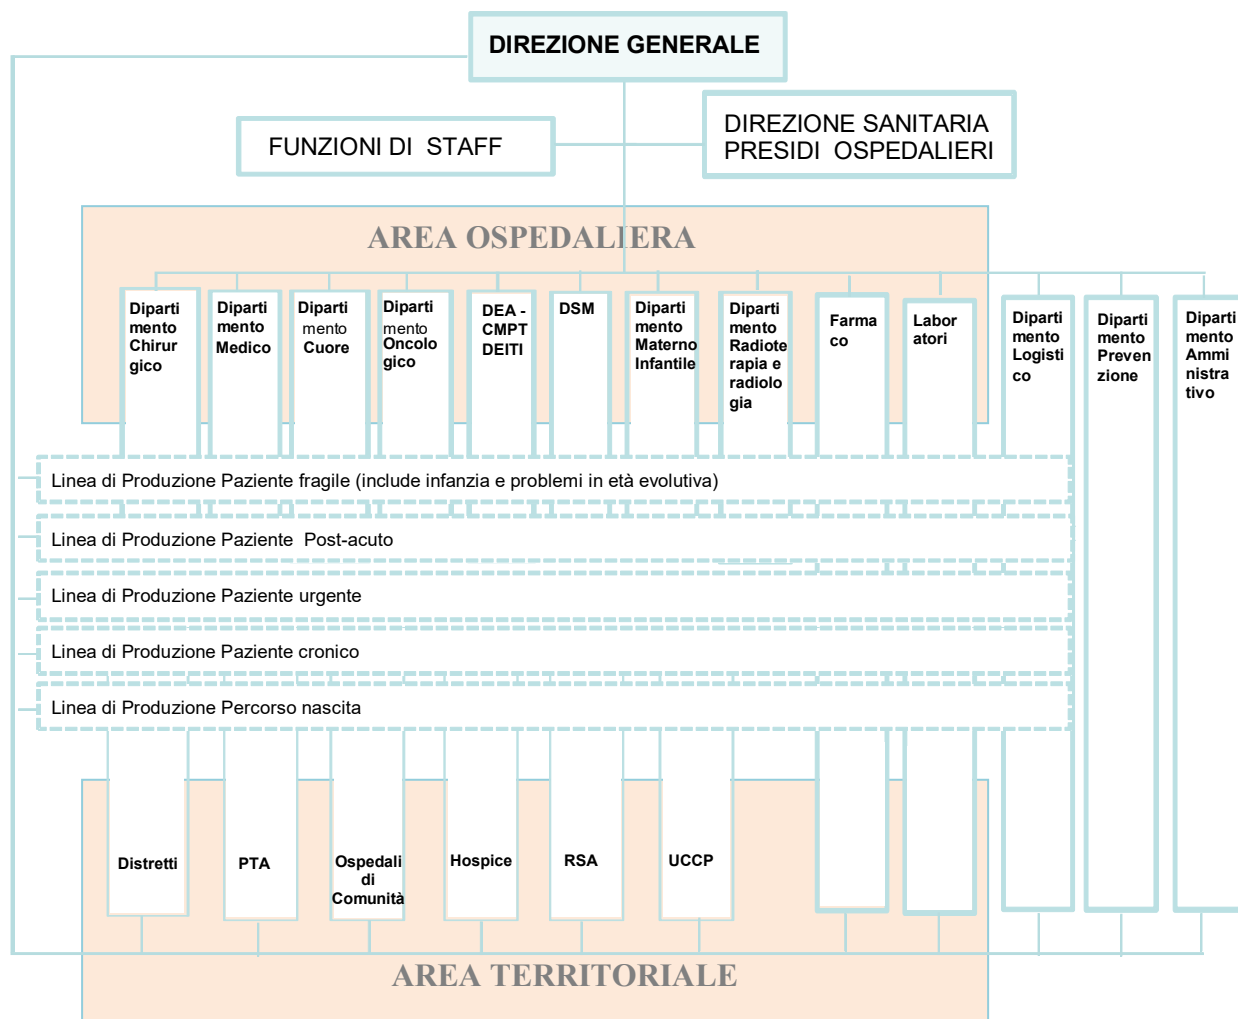 DIREZIONE GENERALE
FUNZIONI DI STAFF
DIREZIONE SANITARIA
PRESIDI OSPEDALIERI
AREA OSPEDALIERA
Diparti
mento
Chirur
gico
Diparti
mento
Medico
Diparti
mento
Cuore
Diparti
mento
Oncolo
gico
DEA -
CMPT
DEITI
DSM
Diparti
mento
Materno
Infantile
Diparti
mento
Radiote
rapia e
radiolo
gia
Farma
co
Labor
atori
Diparti
mento
Logisti
co
Diparti
mento
Preven
zione
Diparti
mento
Ammi
nistra
tivo
Linea di Produzione Paziente fragile (include infanzia e problemi in età evolutiva)
Linea di Produzione Paziente Post-acuto
Linea di Produzione Paziente urgente
Linea di Produzione Paziente cronico
Linea di Produzione Percorso nascita
Distretti
PTA
Ospedali
di
Comunità
Hospice
RSA
UCCP
AREA TERRITORIALE